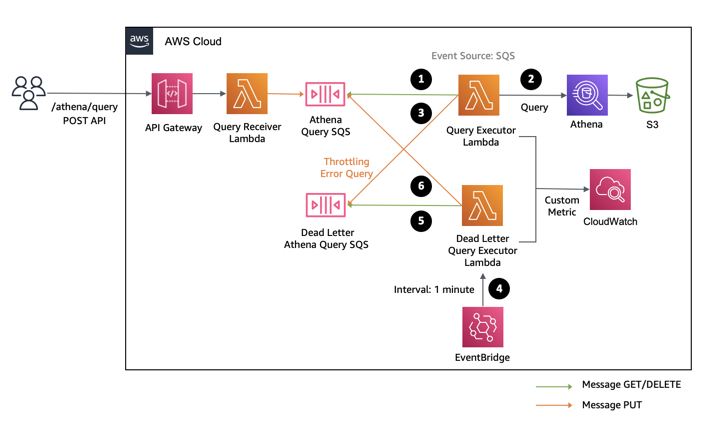 aws
AWS Cloud
Event Source: SQS
1
2
/athena/query
POST API
API Gateway
Query Receiver
Lambda
Athena
Query SQS
3
Query
Query Executor
Lambda
Athena
S3
Throttling
Error Query
6
5
Dead Letter
Athena Query SQS
Dead Letter
Query Executor
Lambda
Custom
Metric
CloudWatch
Interval: 1 minute
4
EventBridge
Message GET/DELETE
Message PUT